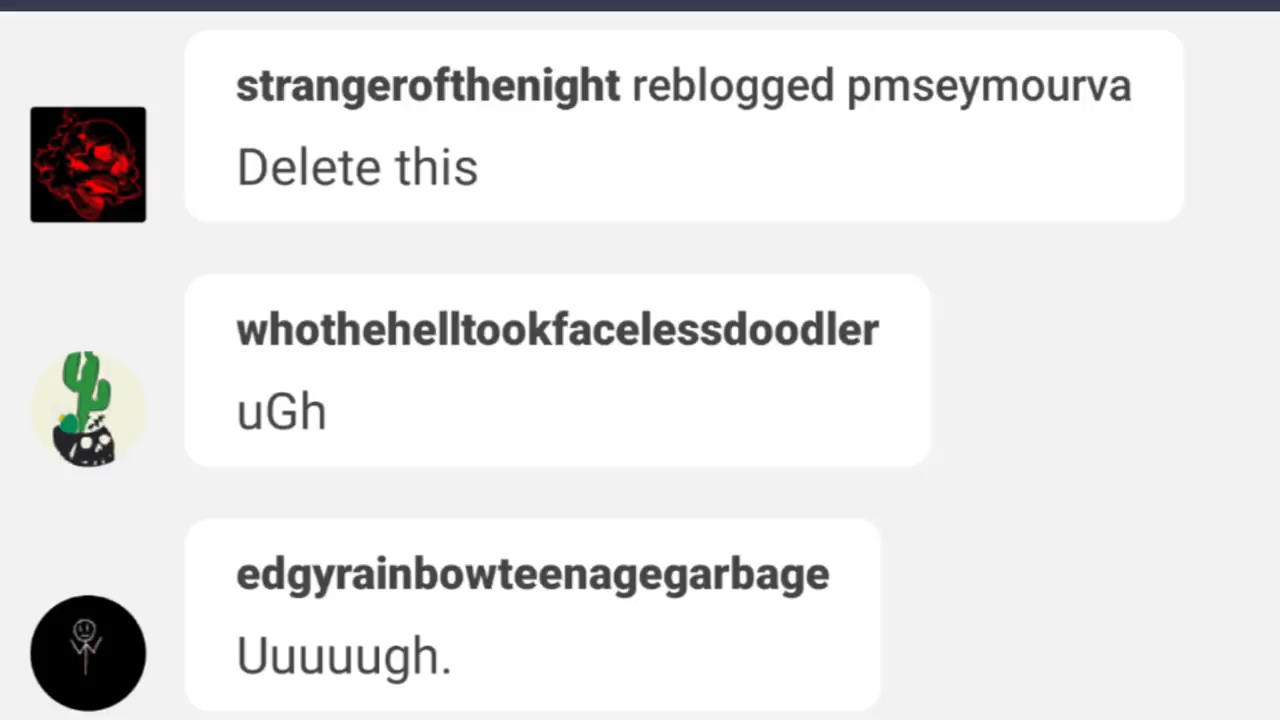 strangerofthenight reblogged pmseymourva
Delete this
whothehelltookfacelessdoodler
uGh
edgyrainbowteenagegarbage
Uuuuugh.